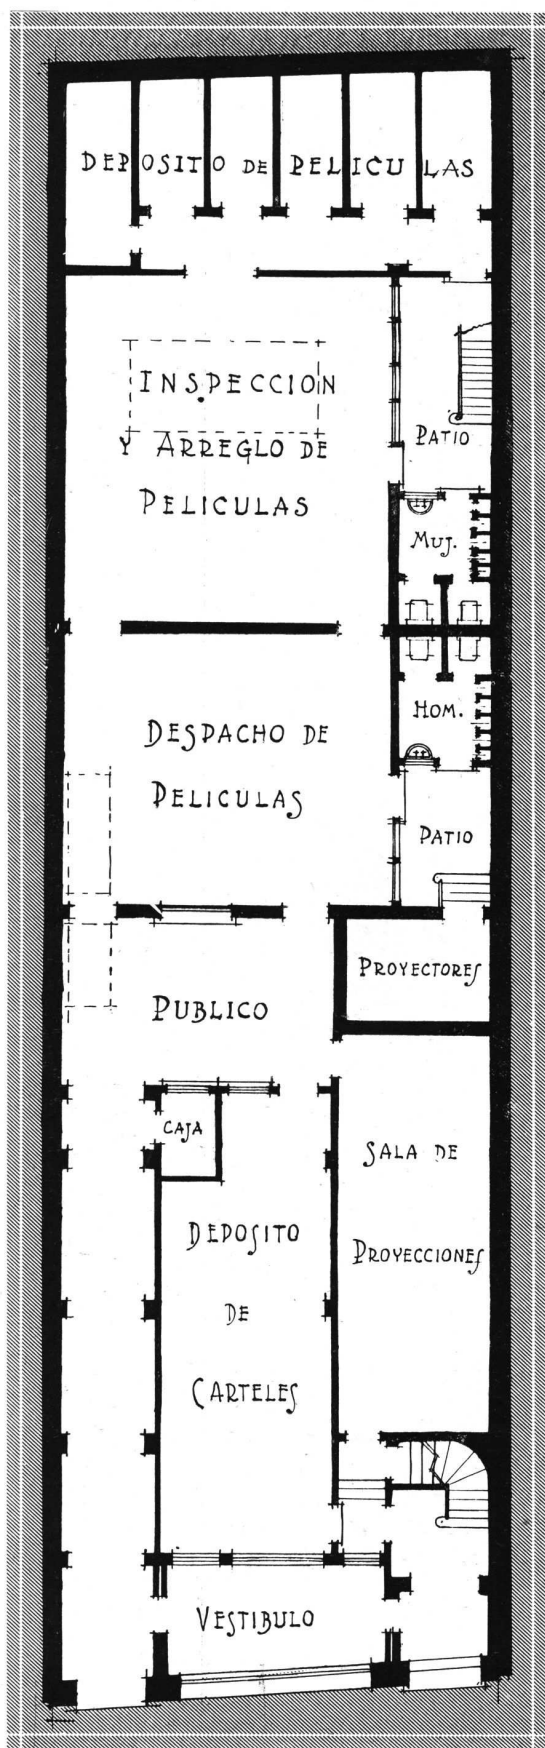 DEPOSITO DE PELICULAS
INSPECCION
Y ARREGLO DE
PELICULAS
PATIO
MUJ.
HOM.
DESPACHO DE
PELICULAS
PATIO
PROYECTORES
PUBLICO
CAJA
SALA DE
PROYECCIONES
DEPOSITO
DE
CARTELES
VESTIBULO